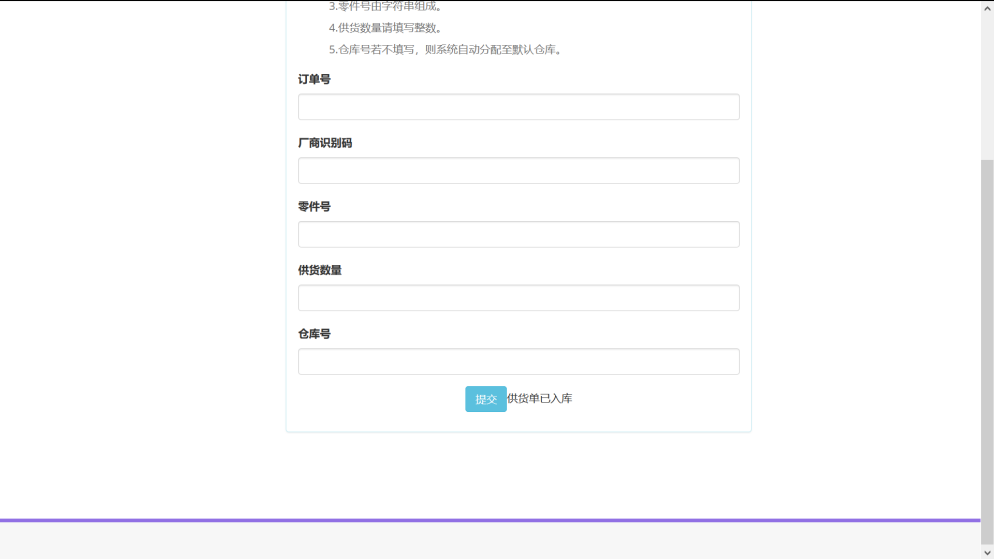 3.零件号由字符串组成。
4.供货数量请填写整数。
5.仓库号若不填写，则系统自动分配至默认仓库。
订单号
厂商识别码
零件号
供货数量
仓库号
提交供货单已入库